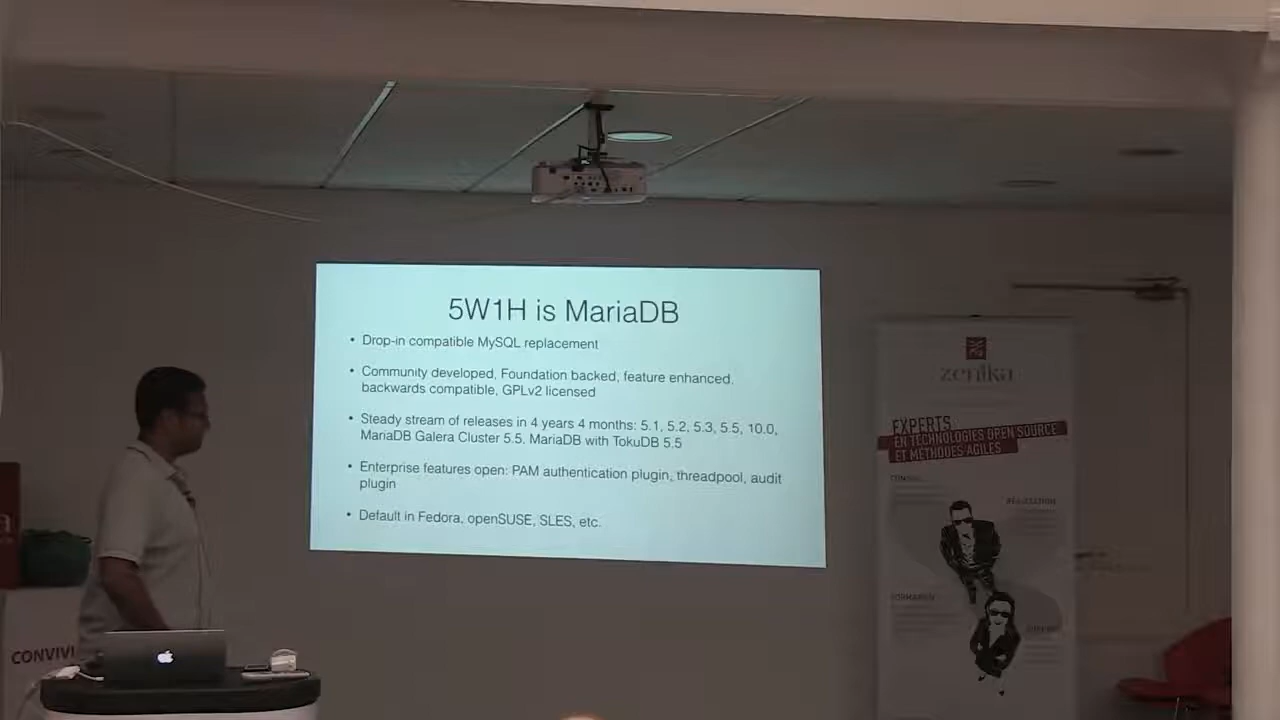 5W1H is MariaDB
• Drop-in compatible MySQL replacement
• Community developed, Foundation backed, feature enhanced,
backwards compatible, GPLv2 licensed
• Steady stream of releases in 4 years 4 months: 5.1, 5.2, 5.3, 5.5, 10.0,
MariaDB Galera Cluster 5.5, MariaDB with TokuDB 5.5
• Enterprise features open: PAM authentication plugin, threadpool, audit
plugin
• Default in Fedora, openSUSE, SLES, etc.
zenika
EXPERTS
EN TECHNOLOGIES OPEN SOURCE
ET MÉTHODES AGILES
CONVIVI